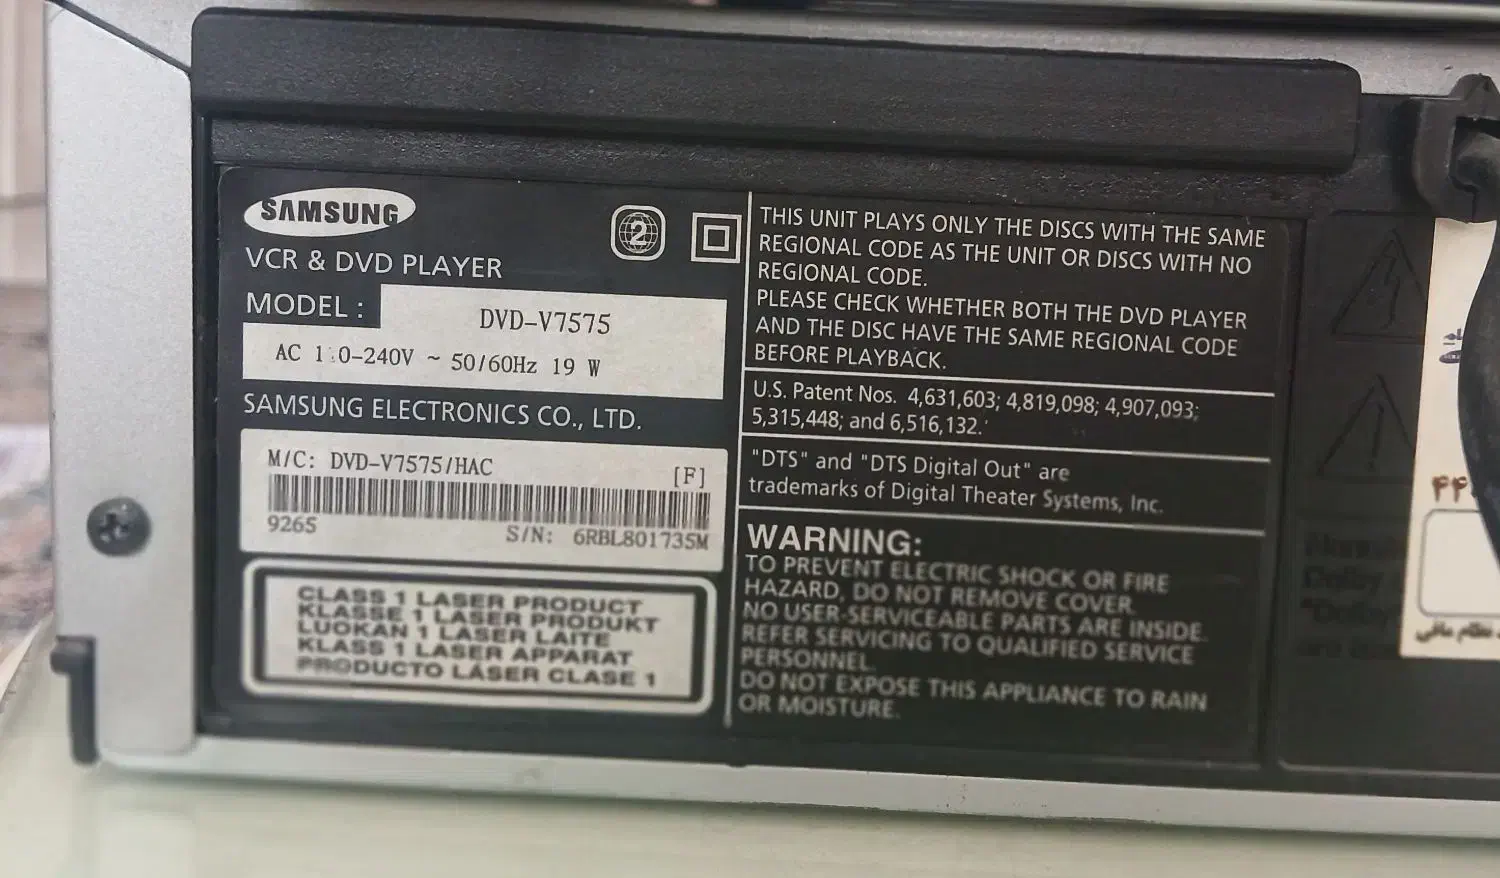 SAMSUNG
VCR & DVD PLAYER
2
MODEL :
DVD-V7575
AC 1 0-240V ~ 50/60Hz 19 W
SAMSUNG ELECTRONICS CO., LTD.
M/C: DVD-V7575/HAC
[F]
926S
S/N: 6RBL801735M
CLASS 1 LASER PRODUCT
KLASSE 1 LASER PRODUKT
LUOKAN 1 LASER LAITE
KLASS 1 LASER APPARAT
PRODUCTO LÁSER CLASE 1
THIS UNIT PLAYS ONLY THE DISCS WITH THE SAME
REGIONAL CODE AS THE UNIT OR DISCS WITH NO
REGIONAL CODE.
PLEASE CHECK WHETHER BOTH THE DVD PLAYER
AND THE DISC HAVE THE SAME REGIONAL CODE
BEFORE PLAYBACK.
U.S. Patent Nos. 4,631,603; 4,819,098; 4,907,093;
5,315,448; and 6,516,132.
"DTS" and "DTS Digital Out" are
trademarks of Digital Theater Systems, Inc.
WARNING:
TO PREVENT ELECTRIC SHOCK OR FIRE
HAZARD, DO NOT REMOVE COVER.
NO USER-SERVICEABLE PARTS ARE INSIDE.
REFER SERVICING TO QUALIFIED SERVICE
PERSONNEL.
DO NOT EXPOSE THIS APPLIANCE TO RAIN
OR MOISTURE.
۴۴